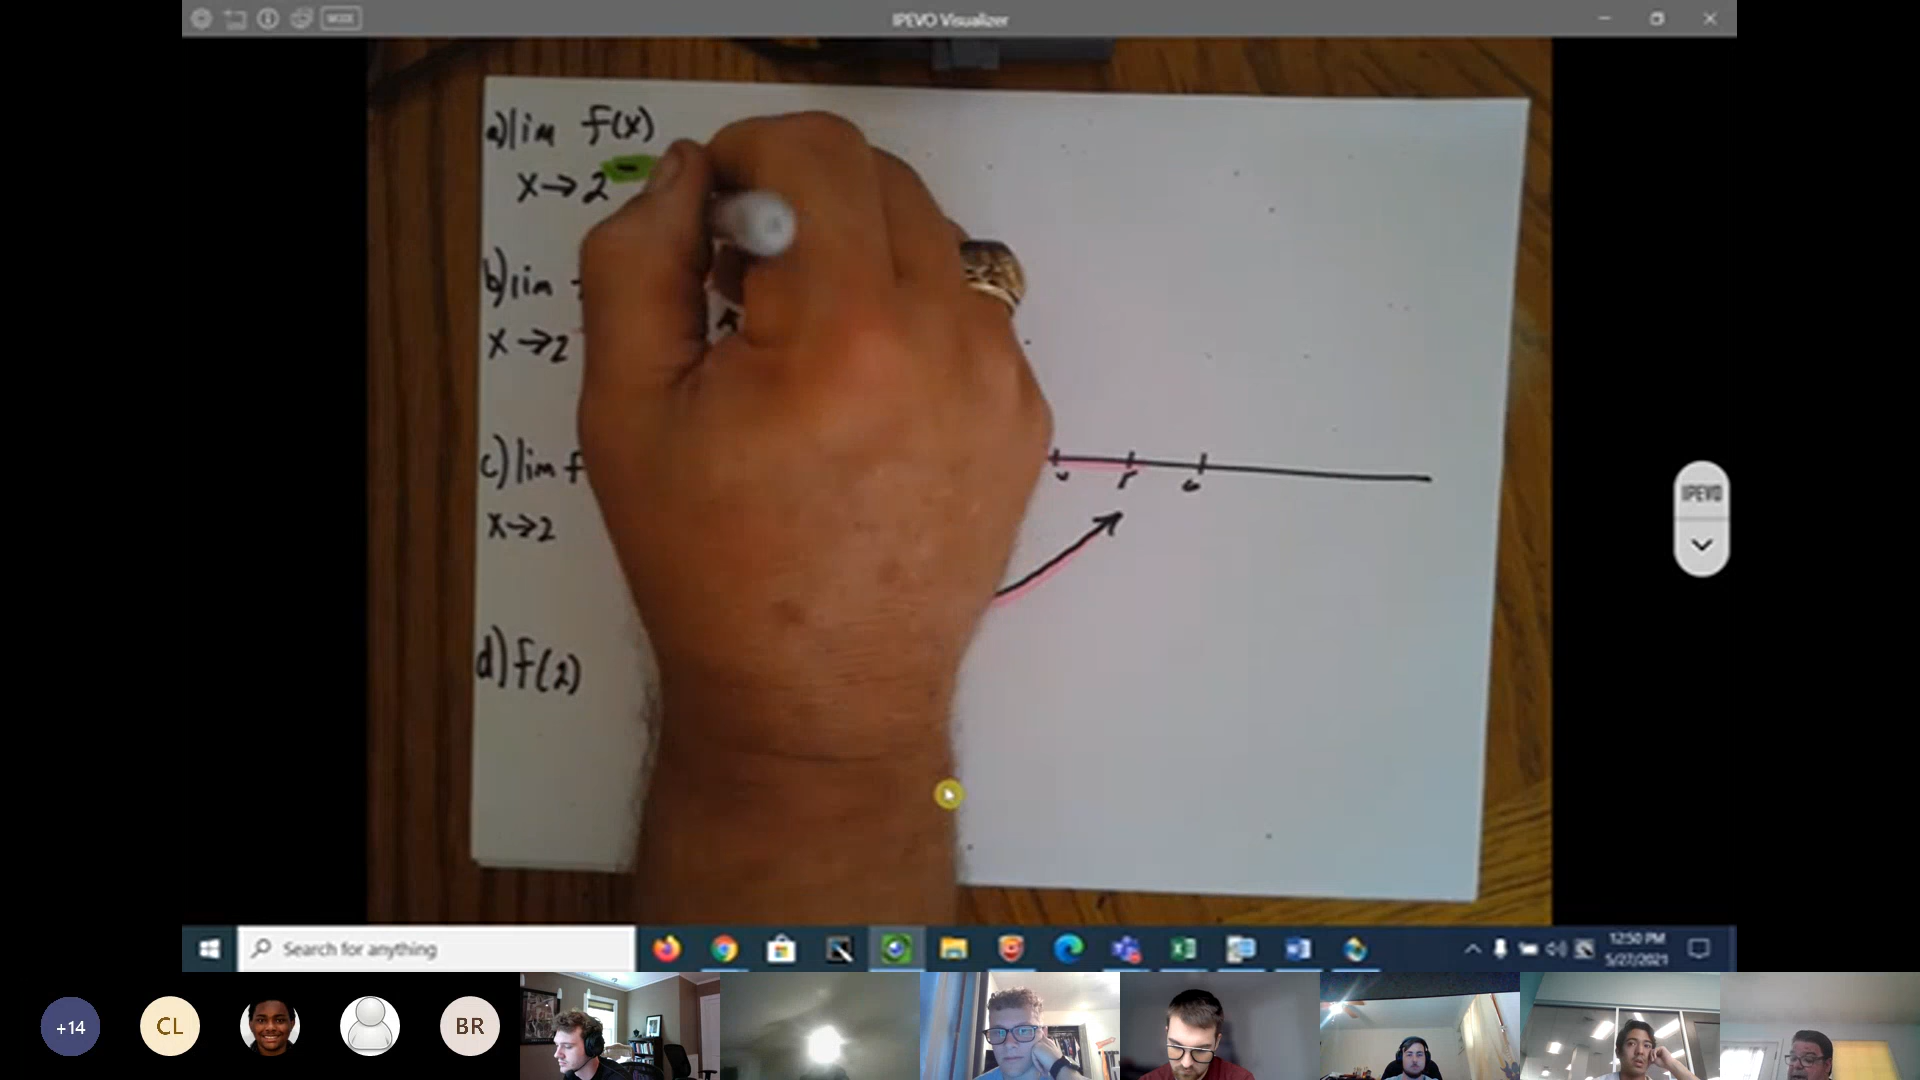 MODE
IPEVO Visualizer
a) lim f(x)
x→2⁻
b) lim
x→2
c) lim f
x→2
d) f(2)
IPEVO
Search for anything
12:50 PM
5/27/2021
+14
CL
BR